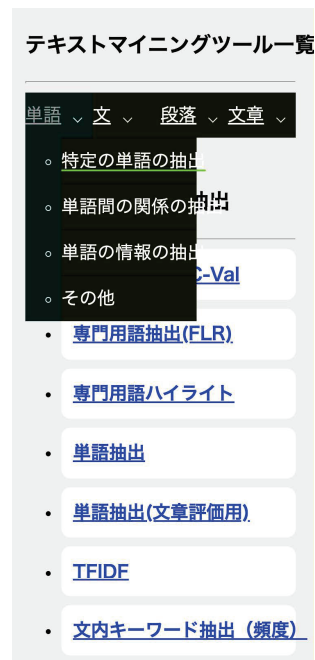 テキストマイニングツール一覧
単語 文 段落 文章
特定の単語の抽出
単語間の関係の抽出
抽出
単語の情報の抽出
C-Val
その他
専門用語抽出(FLR)
専門用語ハイライト
単語抽出
単語抽出(文章評価用)
TFIDF
文内キーワード抽出（頻度）